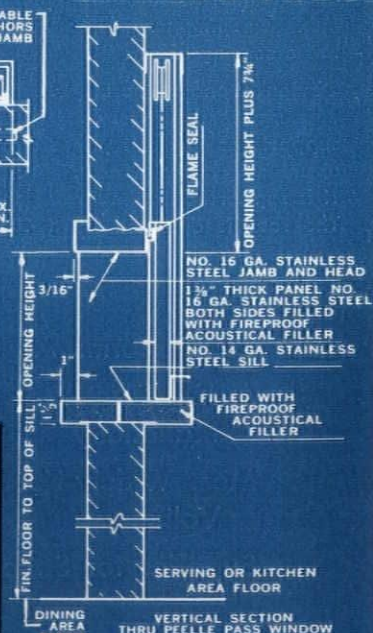 ABLE
HORS
JAMB
X.
N.
FLAME SEAL
OPENING HEIGHT PLUS 7¾"
NO. 16 GA. STAINLESS
STEEL JAMB AND HEAD
3/16"
1⅜" THICK PANEL NO.
16 GA. STAINLESS STEEL
BOTH SIDES FILLED
WITH FIREPROOF
ACOUSTICAL FILLER
NO. 14 GA. STAINLESS
STEEL SILL
OPENING HEIGHT
1"
FILLED WITH
FIREPROOF
ACOUSTICAL
FILLER
FIN. FLOOR TO TOP OF SILL
SERVING OR KITCHEN
AREA FLOOR
DINING
AREA
VERTICAL SECTION
THRU PEELLE PASS WINDOW